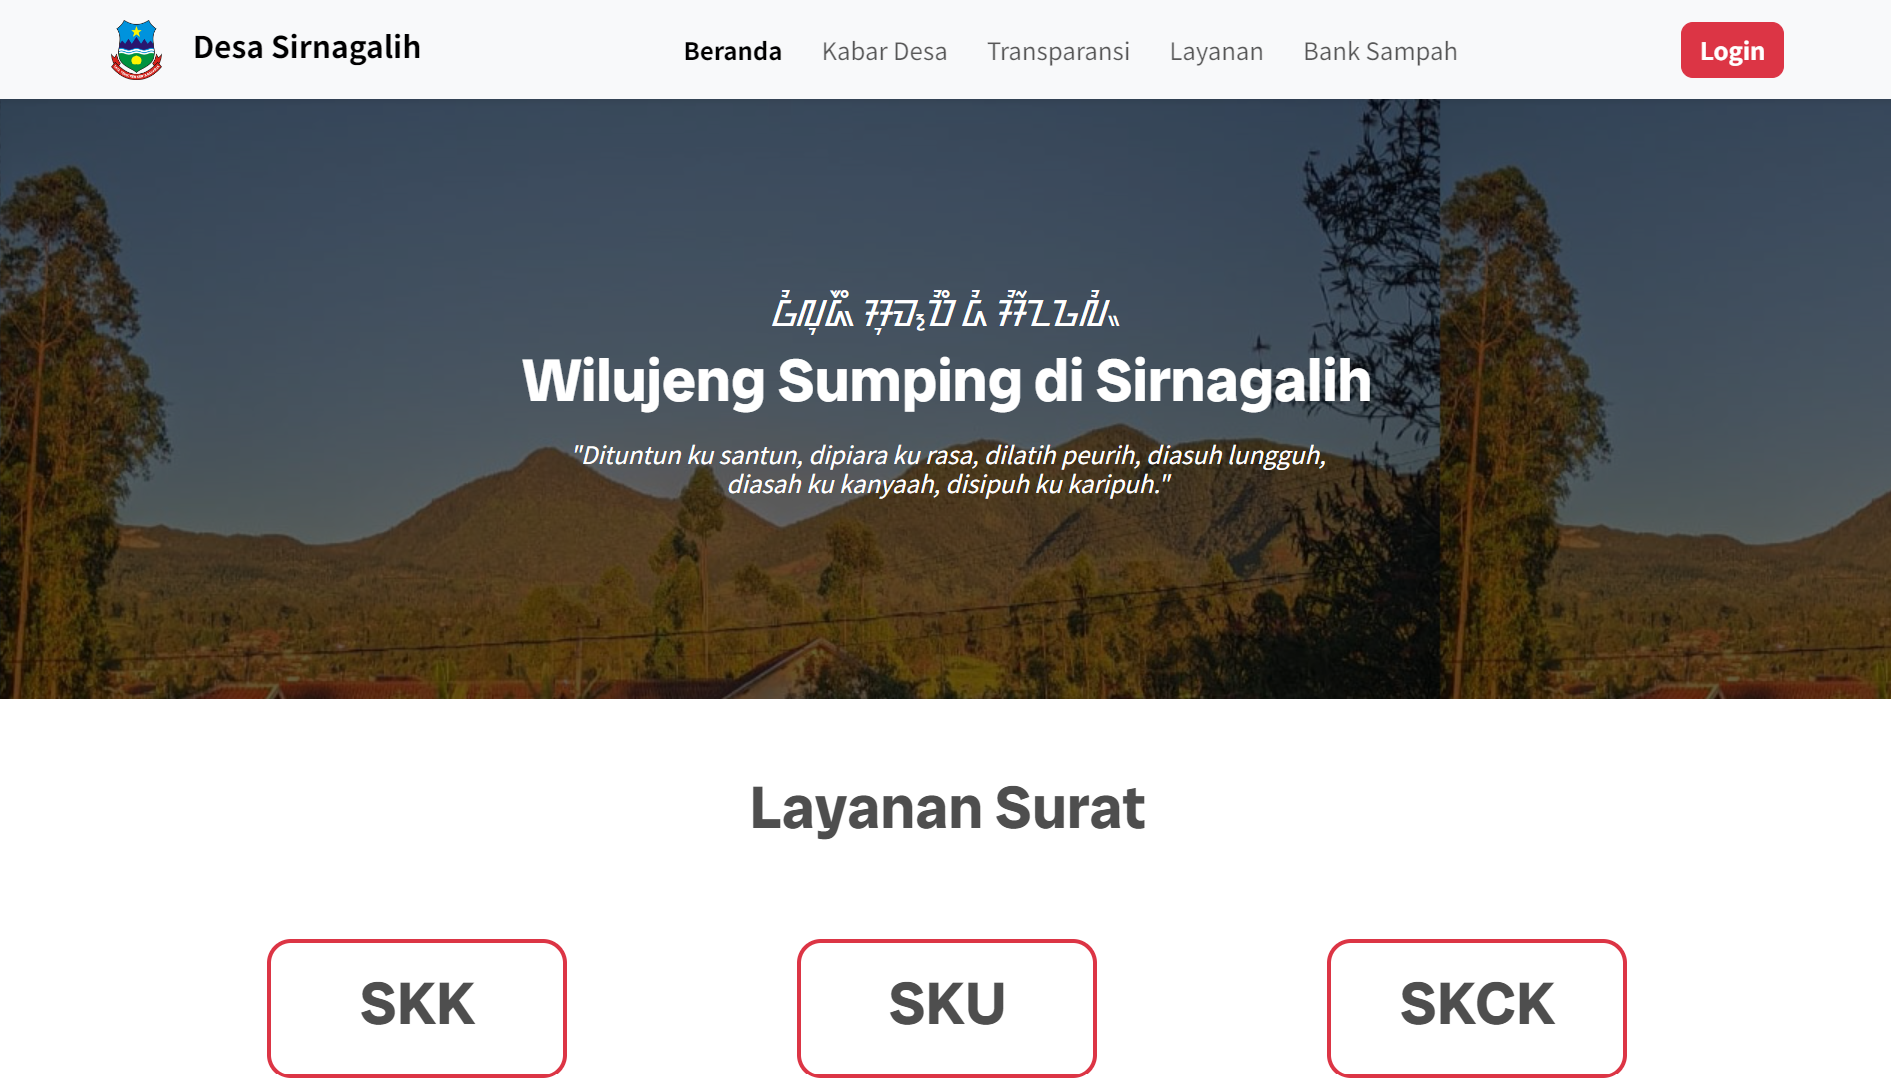 Desa Sirnagalih
Beranda Kabar Desa Transparansi Layanan Bank Sampah
Login
ᮝᮤᮜᮥᮏᮨᮀ ᮞᮥᮙ᮪ᮕᮤᮀ ᮓᮤ ᮞᮤᮁᮔᮌᮜᮤᮂ
Wilujeng Sumping di Sirnagalih
"Dituntun ku santun, dipiara ku rasa, dilatih peurih, diasuh lungguh,
diasah ku kanyaah, disipuh ku karipuh."
Layanan Surat
SKK SKU SKCK